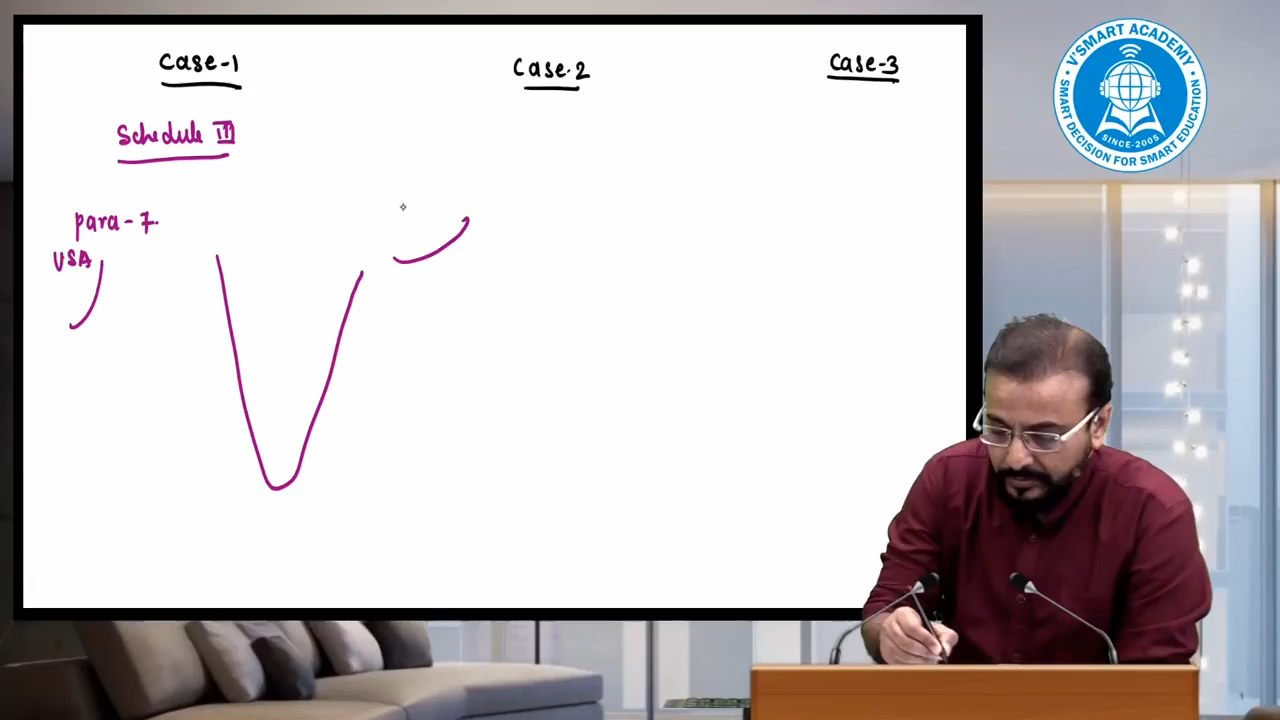 Case-1
Case-2
Case-3
Schedule III
para-7.
USA
V'SMART ACADEMY
SMART DECISION FOR SMART EDUCATION
SINCE-2005